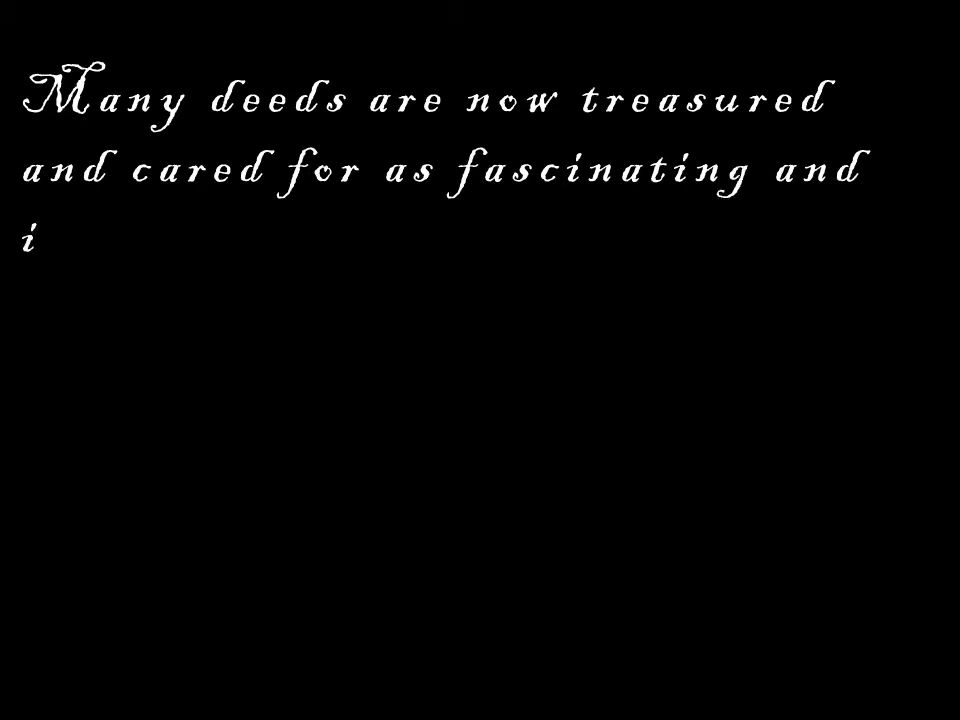 Many deeds are now treasured
and cared for as fascinating and
i